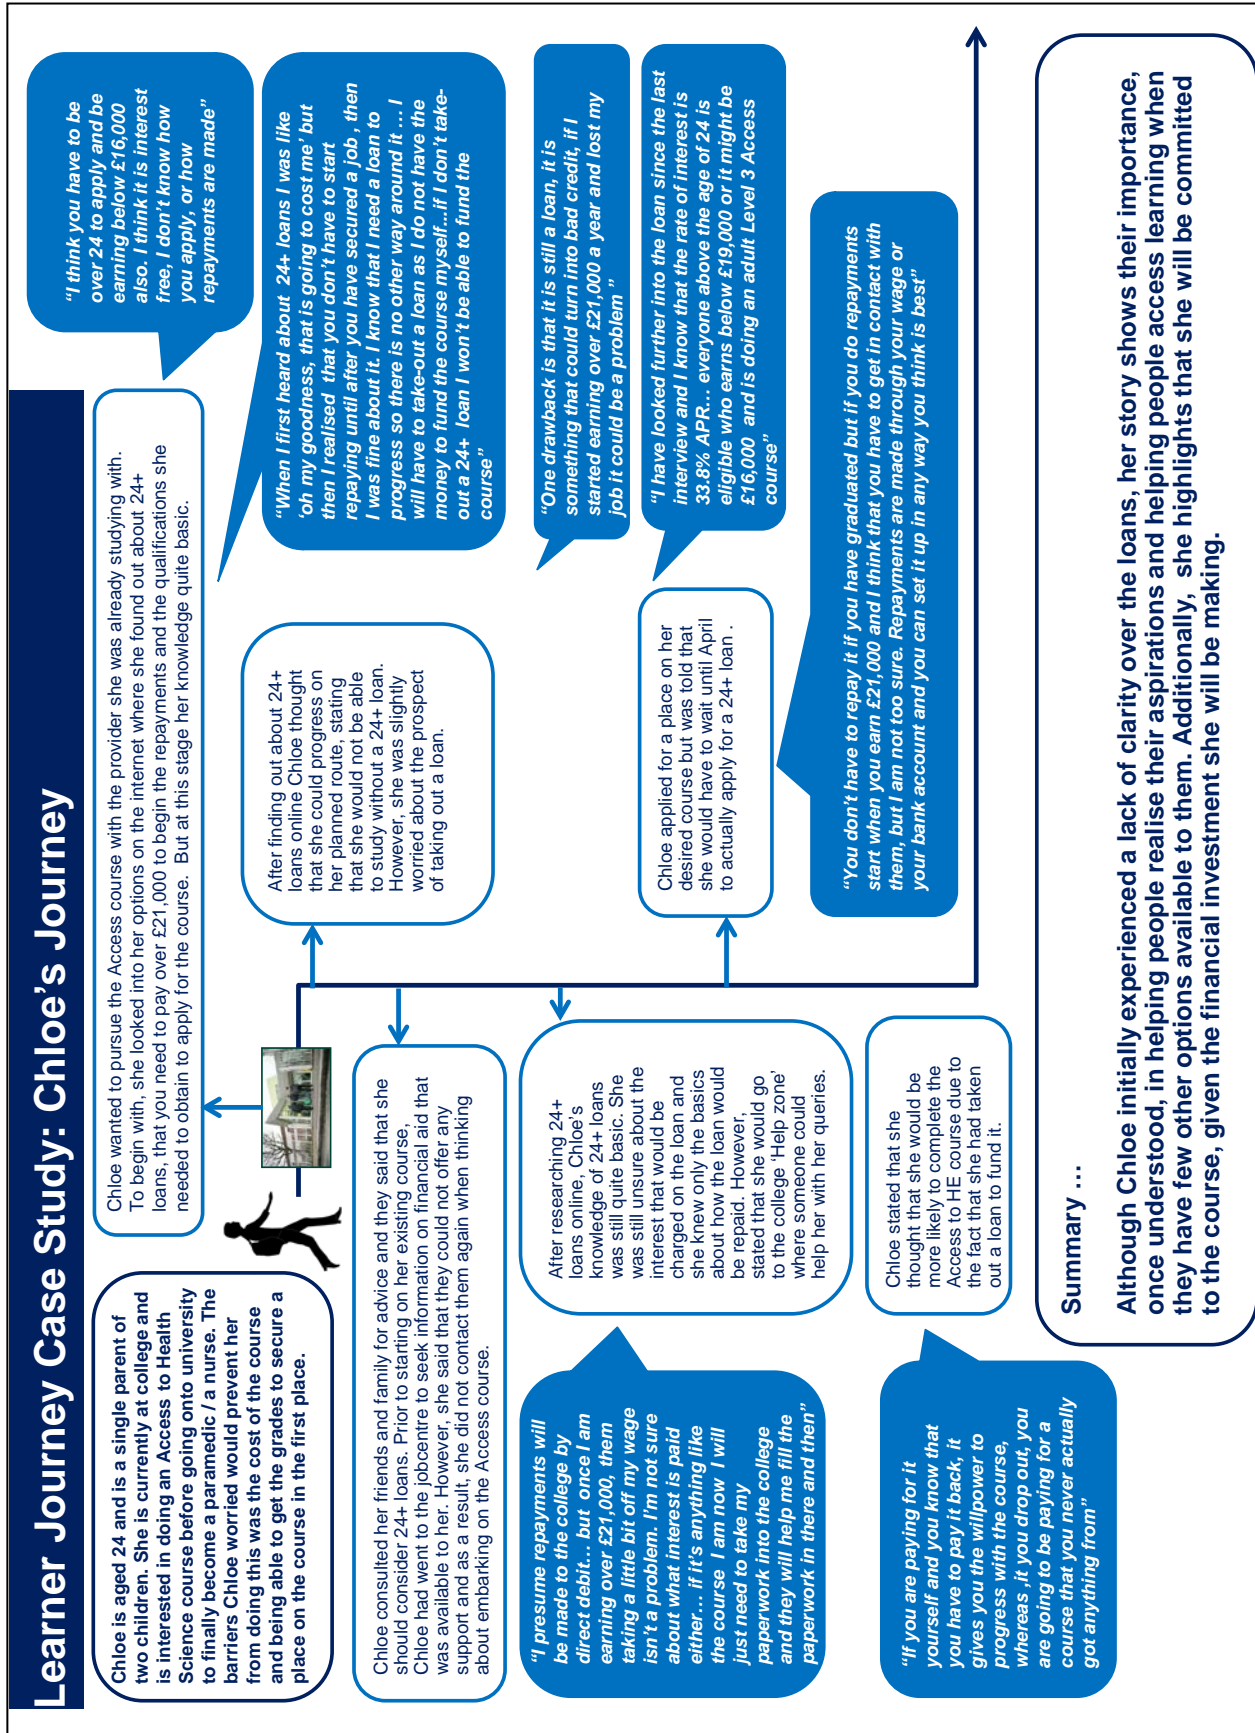 Learner Journey Case Study: Chloe's Journey
Chloe is aged 24 and is a single parent of
two children. She is currently at college and
is interested in doing an Access to Health
Science course before going onto university
to finally become a paramedic / a nurse. The
barriers Chloe worried would prevent her
from doing this was the cost of the course
and being able to get the grades to secure a
place on the course in the first place.
Chloe wanted to pursue the Access course with the provider she was already studying with.
To begin with, she looked into her options on the internet where she found out about 24+
loans, that you need to pay over £21,000 to begin the repayments and the qualifications she
needed to obtain to apply for the course.  But at this stage her knowledge quite basic.
“I think you have to be
over 24 to apply and be
earning below £16,000
also. I think it is interest
free, I don't know how
you apply, or how
repayments are made”
Chloe consulted her friends and family for advice and they said that she
should consider 24+ loans. Prior to starting on her existing course,
Chloe had went to the jobcentre to seek information on financial aid that
was available to her. However, she said that they could not offer any
support and as a result, she did not contact them again when thinking
about embarking on the Access course.
After finding out about 24+
loans online Chloe thought
that she could progress on
her planned route, stating
that she would not be able
to study without a 24+ loan.
However, she was slightly
worried about the prospect
of taking out a loan.
“When I first heard about  24+ loans I was like
‘oh my goodness, that is going to cost me’ but
then I realised  that you don't have to start
repaying until after you have secured a job , then
I was fine about it. I know that I need a loan to
progress so there is no other way around it …I
will have to take-out a loan as I do not have the
money to fund the course myself...if I don't take-
out a 24+ loan I won't be able to fund the
course”
“I presume repayments will
be made to the college by
direct debit… but once I am
earning over £21,000, them
taking a little bit off my wage
isn't a problem. I'm not sure
about what interest is paid
either… if it's anything like
the course I am now I will
just need to take my
paperwork into the college
and they will help me fill the
paperwork in there and then”
After researching 24+
loans online, Chloe's
knowledge of 24+ loans
was still quite basic. She
was still unsure about the
interest that would be
charged on the loan and
she knew only the basics
about how the loan would
be repaid. However,
stated that she would go
to the college ‘Help zone’
where someone could
help her with her queries.
“One drawback is that it is still a loan, it is
something that could turn into bad credit, if I
started earning over £21,000 a year and lost my
job it could be a problem”
Chloe applied for a place on her
desired course but was told that
she would have to wait until April
to actually apply for a 24+ loan .
“I have looked further into the loan since the last
interview and I know that the rate of interest is
33.8% APR… everyone above the age of 24 is
eligible who earns below £19,000 or it might be
£16,000  and is doing an adult Level 3 Access
course”
“You don't have to repay it if you have graduated but if you do repayments
start when you earn £21,000 and I think that you have to get in contact with
them, but I am not too sure. Repayments are made through your wage or
your bank account and you can set it up in any way you think is best”
“If you are paying for it
yourself and you know that
you have to pay it back, it
gives you the willpower to
progress with the course,
whereas ,it you drop out, you
are going to be paying for a
course that you never actually
got anything from”
Chloe stated that she
thought that she would be
more likely to complete the
Access to HE course due to
the fact that she had taken
out a loan to fund it.
Summary …
Although Chloe initially experienced a lack of clarity over the loans, her story shows their importance,
once understood, in helping people realise their aspirations and helping people access learning when
they have few other options available to them. Additionally,  she highlights that she will be committed
to the course, given the financial investment she will be making.